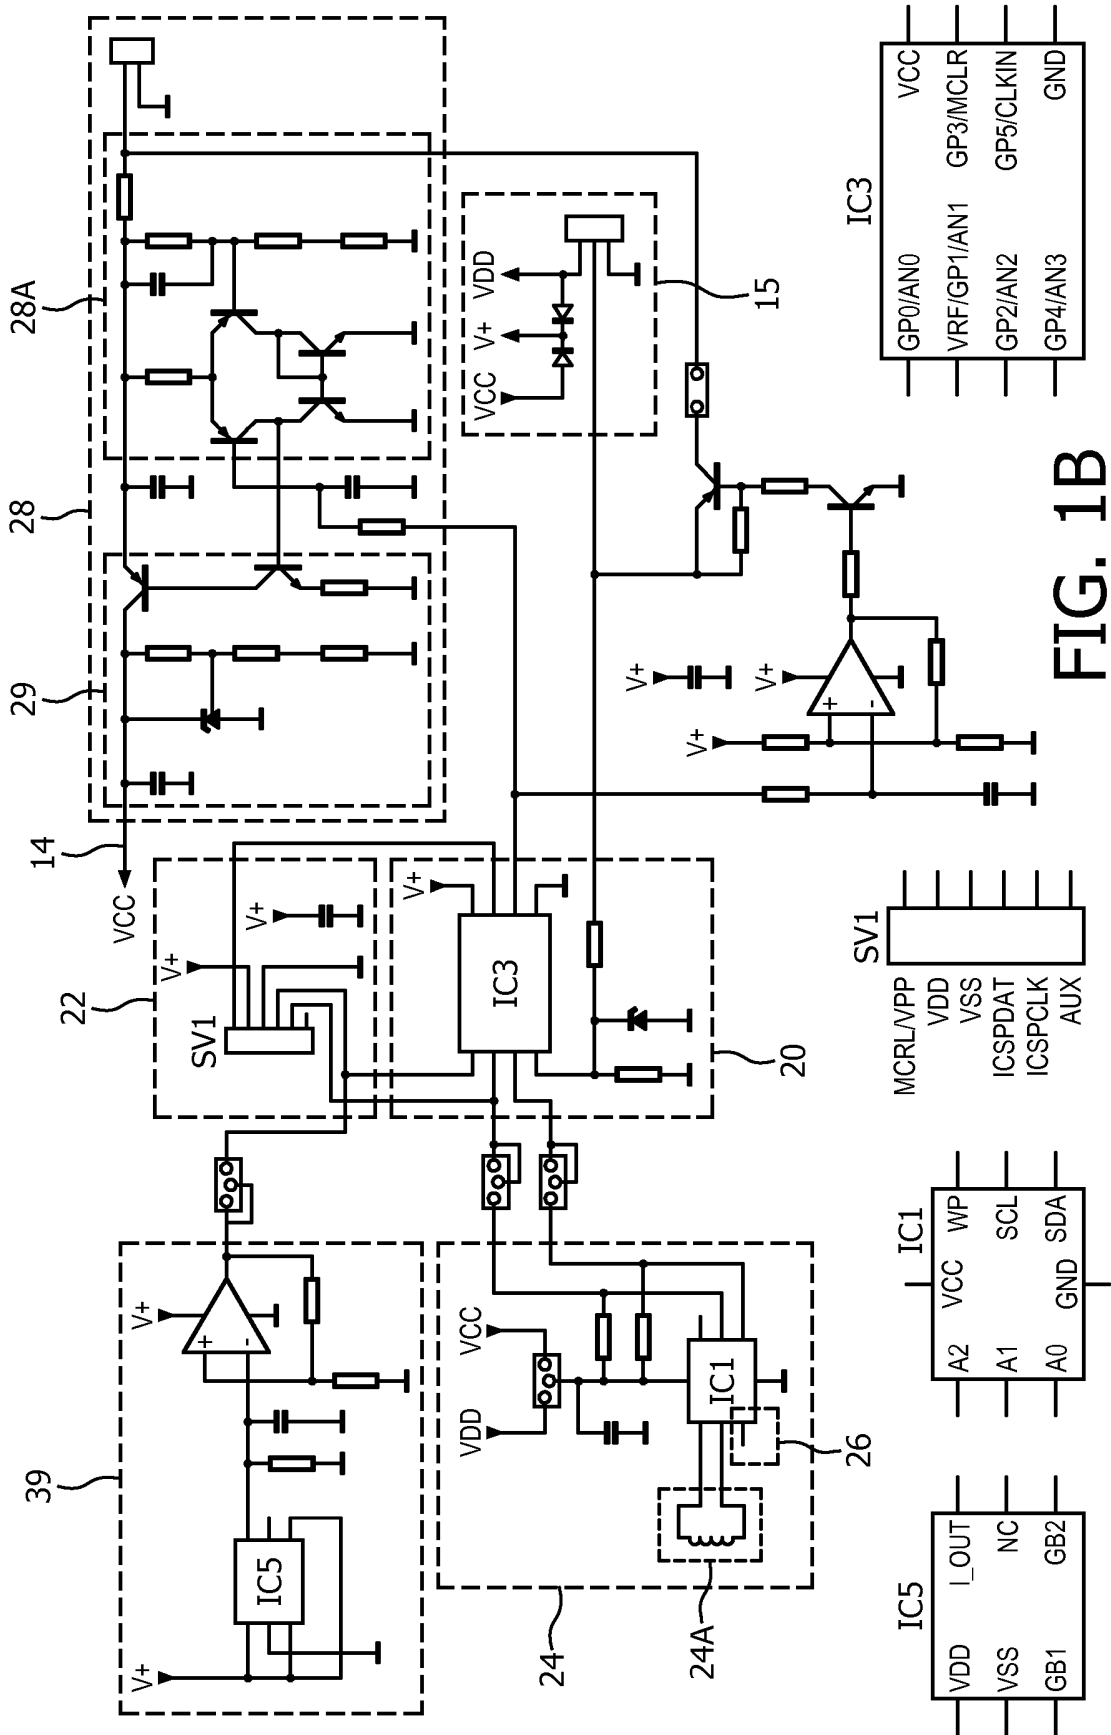 39
V+
IC5
V+
+
-
22
V+
V+
SV1
14
VCC
29
28
28A
24
VDD
VCC
IC1
24A
26
IC3
V+
20
VCC
V+
VDD
15
V+
V+
V+
+
-
IC5
VDD
VSS
GB1
I_OUT
NC
GB2
IC1
A2
A1
A0
VCC
GND
WP
SCL
SDA
SV1
MCRL/VPP
VDD
VSS
ICSPDAT
ICSPCLK
AUX
IC3
GP0/AN0
VRF/GP1/AN1
GP2/AN2
GP4/AN3
VCC
GP3/MCLR
GP5/CLKIN
GND
FIG. 1B